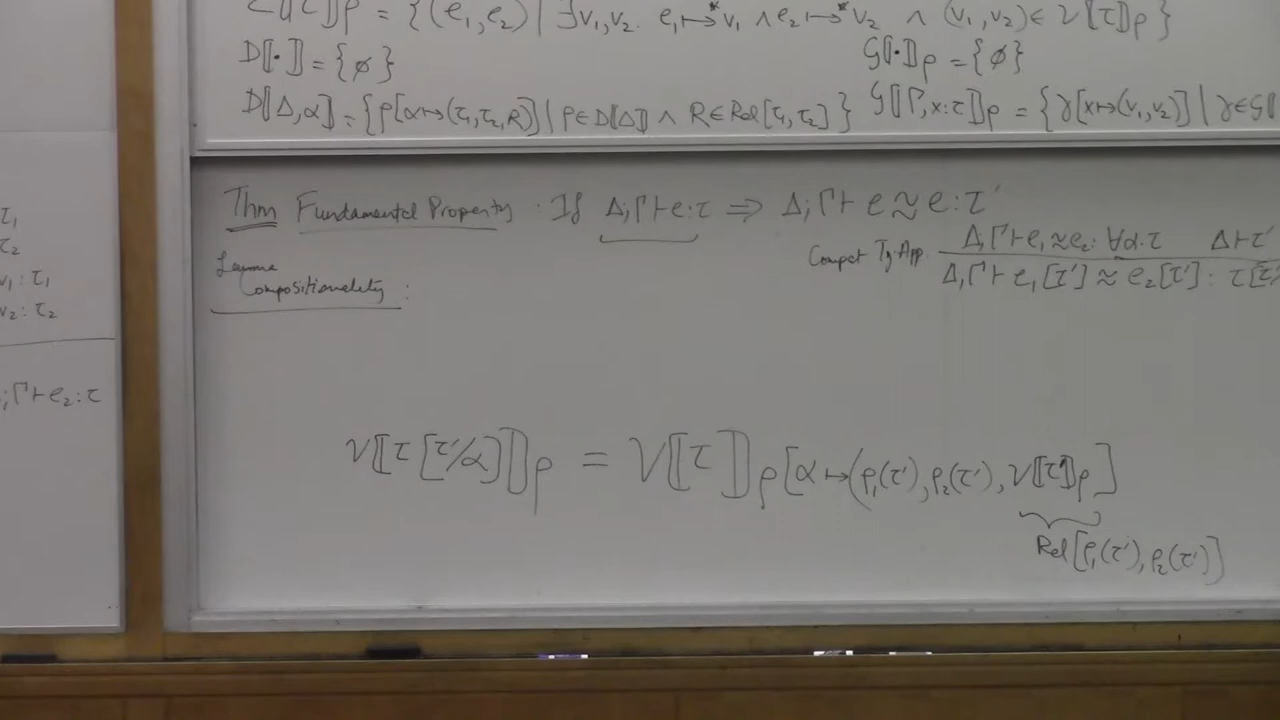 ⟦τ⟧ρ = {(e₁,e₂) | ∃v₁,v₂. e₁↦*v₁ ∧ e₂↦*v₂ ∧ (v₁,v₂)∈ V⟦τ⟧ρ}
D⟦·⟧ = {ϕ}
G⟦·⟧ρ = {ϕ}
D⟦Δ,α⟧ = {ρ[α↦(τ₁,τ₂,R)] | ρ∈D⟦Δ⟧ ∧ R∈Rel[τ₁,τ₂]}
G⟦Γ,x:τ⟧ρ = {γ[x↦(v₁,v₂)] | γ∈G⟦
Thm Fundamental Property. If Δ;Γ⊢e:τ ⇒ Δ;Γ⊢ e ≈ e : τ
Compat Ty.App. Δ;Γ⊢e₁≈e₂: ∀α.τ Δ⊢τ'
Δ;Γ⊢ e₁[τ'] ≈ e₂[τ'] : τ[τ'
Lemma
Compositionality :
V⟦τ[τ'/α]⟧ρ = V⟦τ⟧ρ[α↦(ρ₁(τ'),ρ₂(τ'),V⟦τ'⟧ρ]
Rel[ρ₁(τ'),ρ₂(τ')]
τ₁
τ₂
v₁:τ₁
v₂:τ₂
;Γ⊢e₂:τ